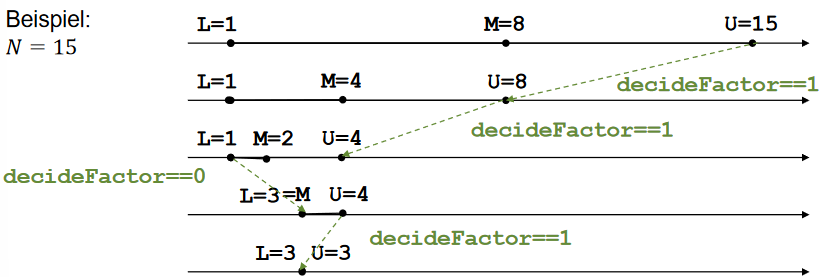 Beispiel:
N = 15
L=1 M=8 U=15
decideFactor==1
L=1 M=4 U=8
decideFactor==1
L=1 M=2 U=4
decideFactor==0
L=3=M U=4
decideFactor==1
L=3 U=3